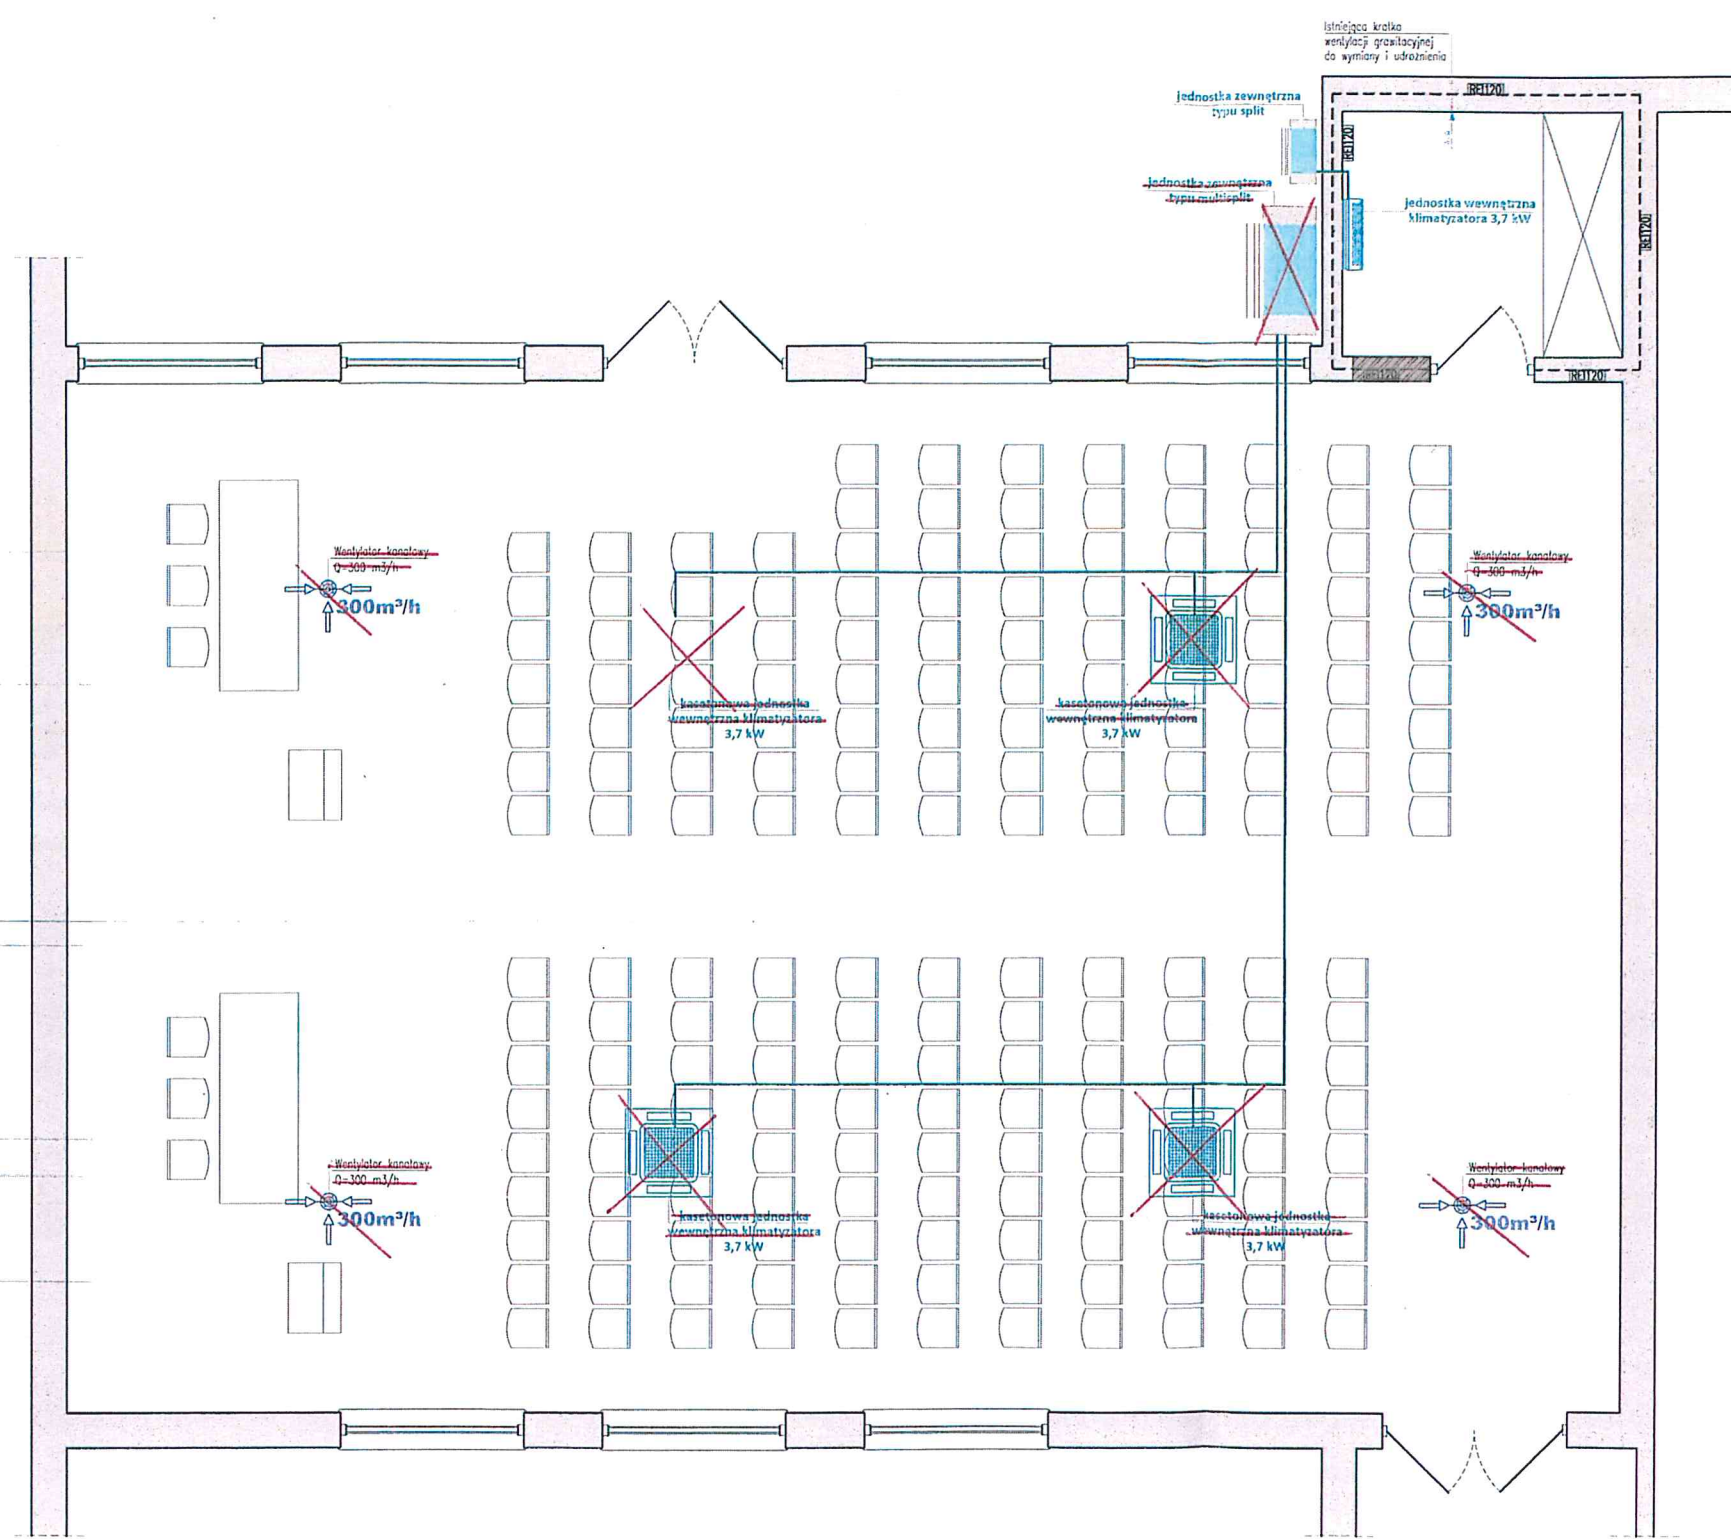 Istniejąca kratka
wentylacji grawitacyjnej
do wymiany i udrożnienia
REI120
jednostka zewnętrzna
typu split
REI120
jednostka zewnętrzna
typu multisplit
jednostka wewnętrzna
klimatyzatora 3,7 kW
REI120
REI120
REI120
Wentylator kanałowy
Q=300 m3/h
300m³/h
Wentylator kanałowy
Q=300 m3/h
300m³/h
kasetonowa jednostka
wewnętrzna klimatyzatora
3,7 kW
kasetonowa jednostka
wewnętrzna klimatyzatora
3,7 kW
Wentylator kanałowy
Q=300 m3/h
300m³/h
Wentylator kanałowy
Q=300 m3/h
300m³/h
kasetonowa jednostka
wewnętrzna klimatyzatora
3,7 kW
kasetonowa jednostka
wewnętrzna klimatyzatora
3,7 kW